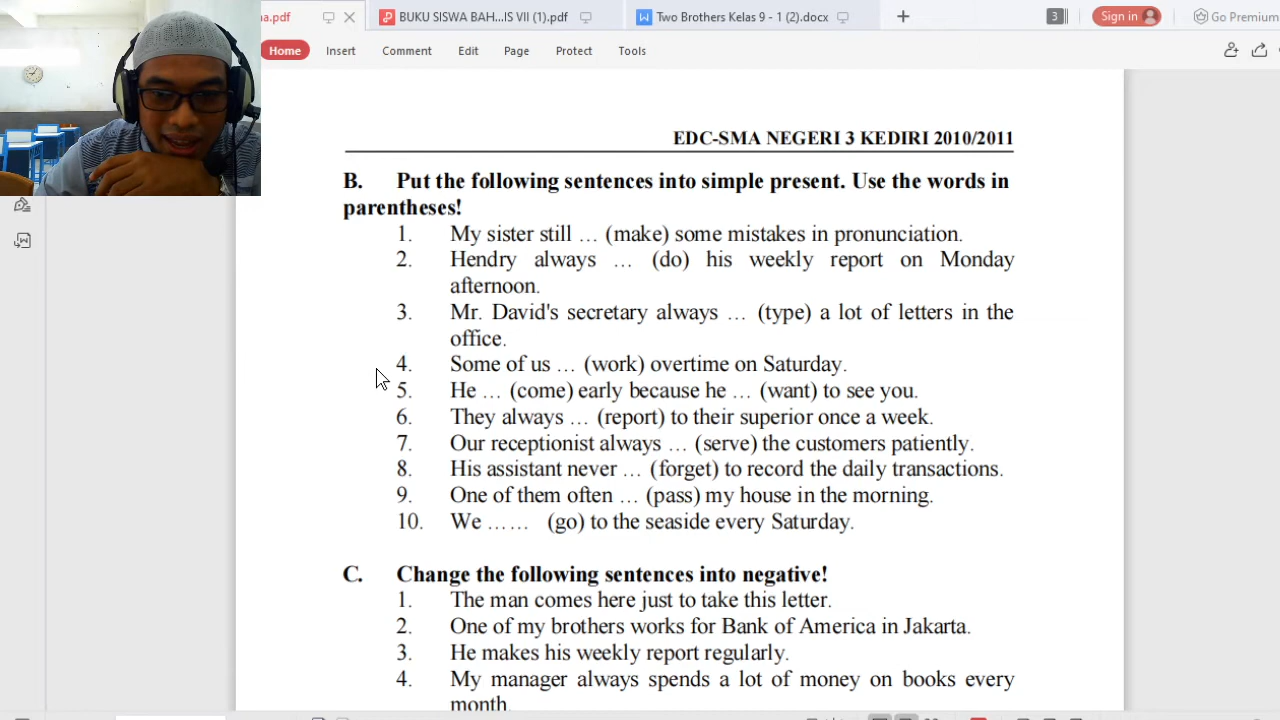 na.pdf
BUKU SISWA BAH...IS VII (1).pdf
Two Brothers Kelas 9 - 1 (2).docx
3
Sign in
Go Premium
Home Insert Comment Edit Page Protect Tools
EDC-SMA NEGERI 3 KEDIRI 2010/2011
B. Put the following sentences into simple present. Use the words in
parentheses!
1. My sister still … (make) some mistakes in pronunciation.
2. Hendry always … (do) his weekly report on Monday
afternoon.
3. Mr. David's secretary always … (type) a lot of letters in the
office.
4. Some of us … (work) overtime on Saturday.
5. He … (come) early because he … (want) to see you.
6. They always … (report) to their superior once a week.
7. Our receptionist always … (serve) the customers patiently.
8. His assistant never … (forget) to record the daily transactions.
9. One of them often … (pass) my house in the morning.
10. We …… (go) to the seaside every Saturday.
C. Change the following sentences into negative!
1. The man comes here just to take this letter.
2. One of my brothers works for Bank of America in Jakarta.
3. He makes his weekly report regularly.
4. My manager always spends a lot of money on books every
month.